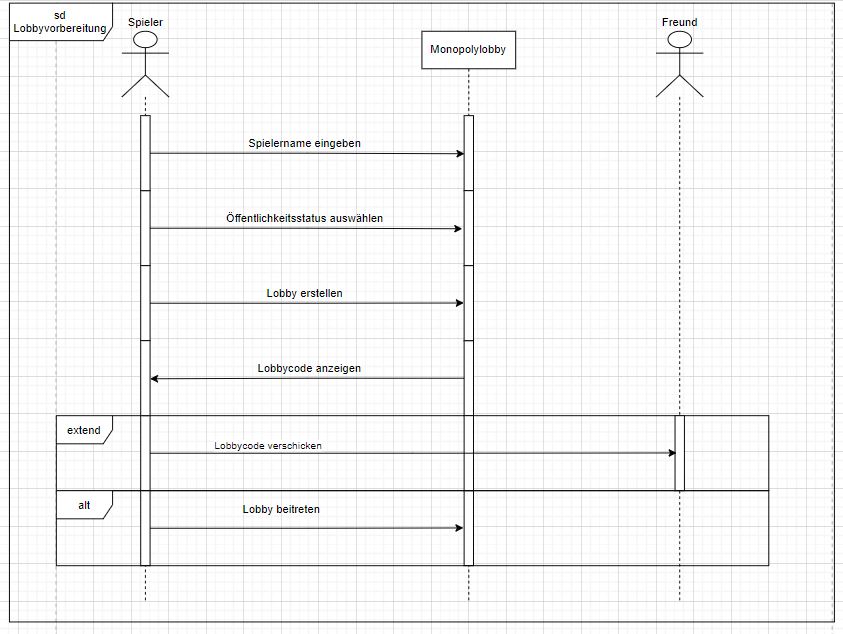 sd
Lobbyvorbereitung
Spieler
Monopolylobby
Freund
Spielername eingeben
Öffentlichkeitsstatus auswählen
Lobby erstellen
Lobbycode anzeigen
extend
Lobbycode verschicken
alt
Lobby beitreten